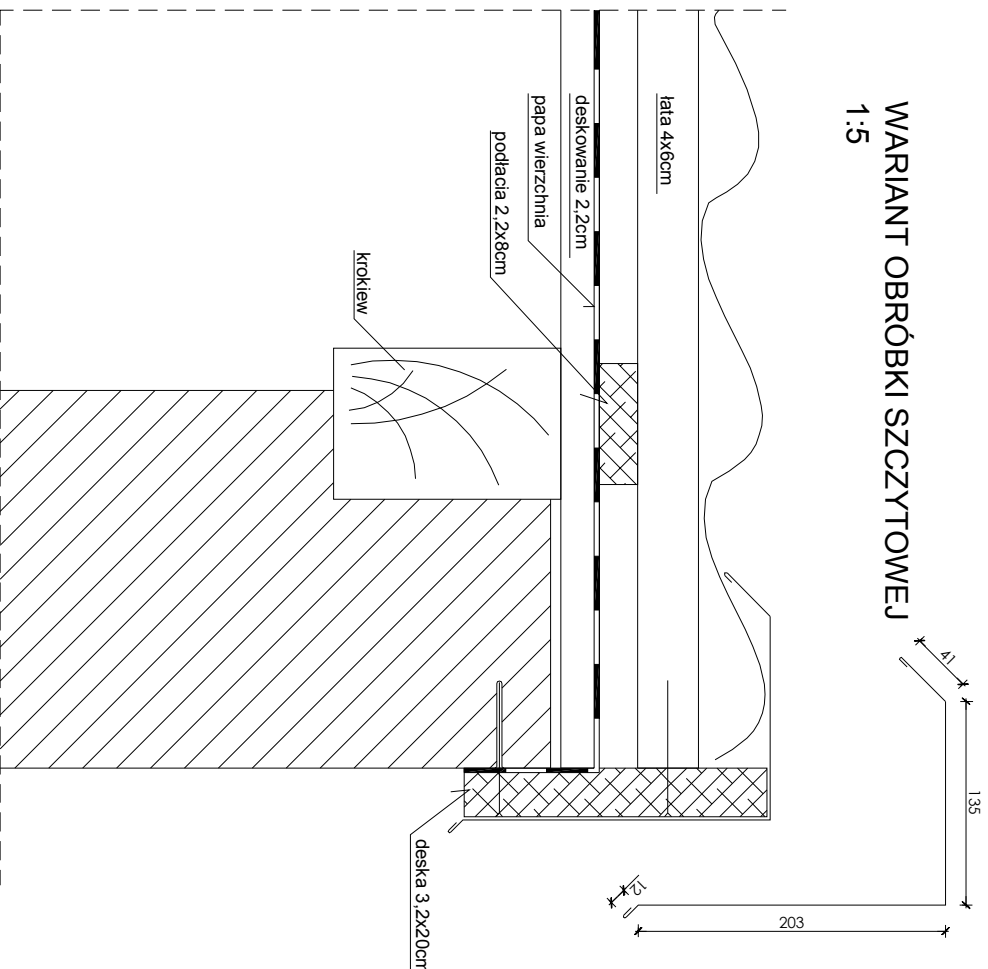 WARIANT OBRÓBKI SZCZYTOWEJ
1:5
41
135
203
12
łata 4x6cm
deskowanie 2,2cm
papa wierzchnia
podłacia 2,2x8cm
krokiew
deska 3,2x20cm